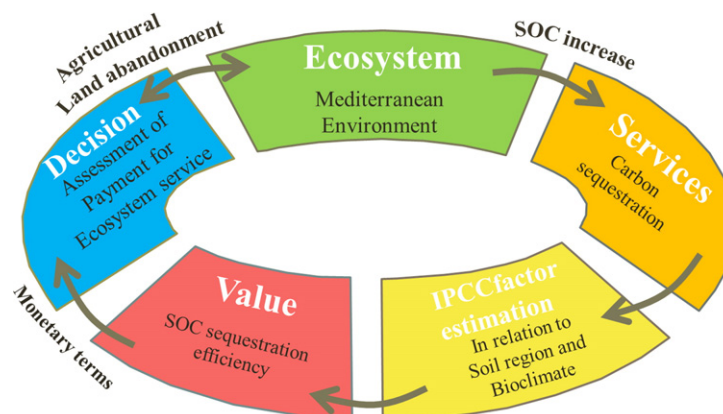 Agricultural
Land abandonment
Ecosystem
Mediterranean
Environment
SOC increase
Services
Carbon
sequestration
IPCCfactor
estimation
In relation to
Soil region and
Bioclimate
Value
SOC sequestration
efficiency
Monetary terms
Decision
Assessment of
Payment for
Ecosystem service